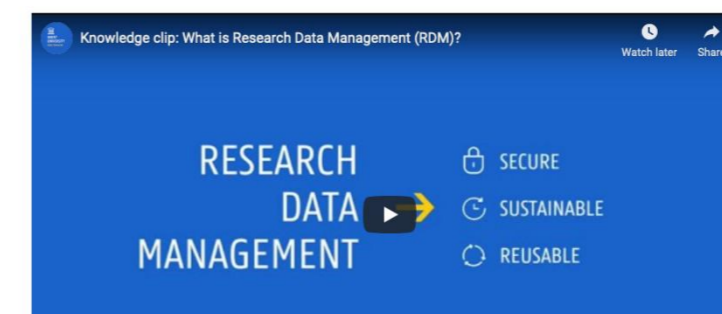 Knowledge clip: What is Research Data Management (RDM)?
Watch later
Share
RESEARCH
DATA
MANAGEMENT
SECURE
SUSTAINABLE
REUSABLE